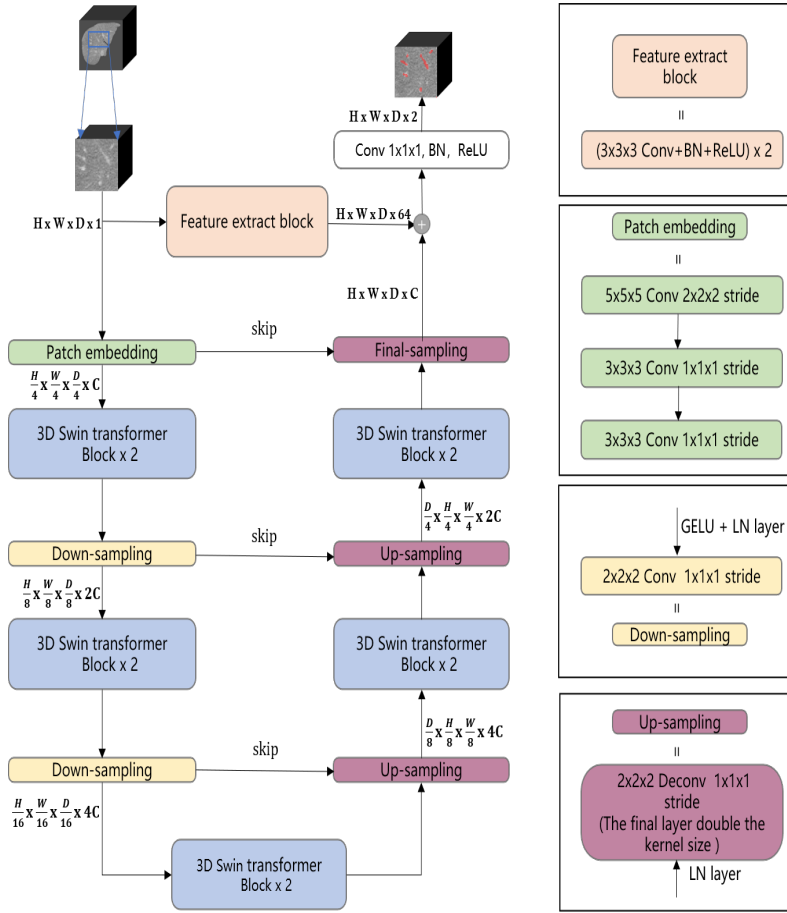 H x W x D x 2
Conv 1x1x1, BN, ReLU
H x W x D x 1
Feature extract block
H x W x D x 64
+
H x W x D x C
Patch embedding
skip
Final-sampling
H/4 x W/4 x D/4 x C
3D Swin transformer
Block x 2
3D Swin transformer
Block x 2
D/4 x H/4 x W/4 x 2C
Down-sampling
skip
Up-sampling
H/8 x W/8 x D/8 x 2C
3D Swin transformer
Block x 2
3D Swin transformer
Block x 2
D/8 x H/8 x W/8 x 4C
Down-sampling
skip
Up-sampling
H/16 x W/16 x D/16 x 4C
3D Swin transformer
Block x 2
Feature extract
block
=
(3x3x3 Conv+BN+ReLU) x 2
Patch embedding
=
5x5x5 Conv 2x2x2 stride
3x3x3 Conv 1x1x1 stride
3x3x3 Conv 1x1x1 stride
GELU + LN layer
2x2x2 Conv 1x1x1 stride
=
Down-sampling
Up-sampling
=
2x2x2 Deconv 1x1x1
stride
(The final layer double the
kernel size )
LN layer